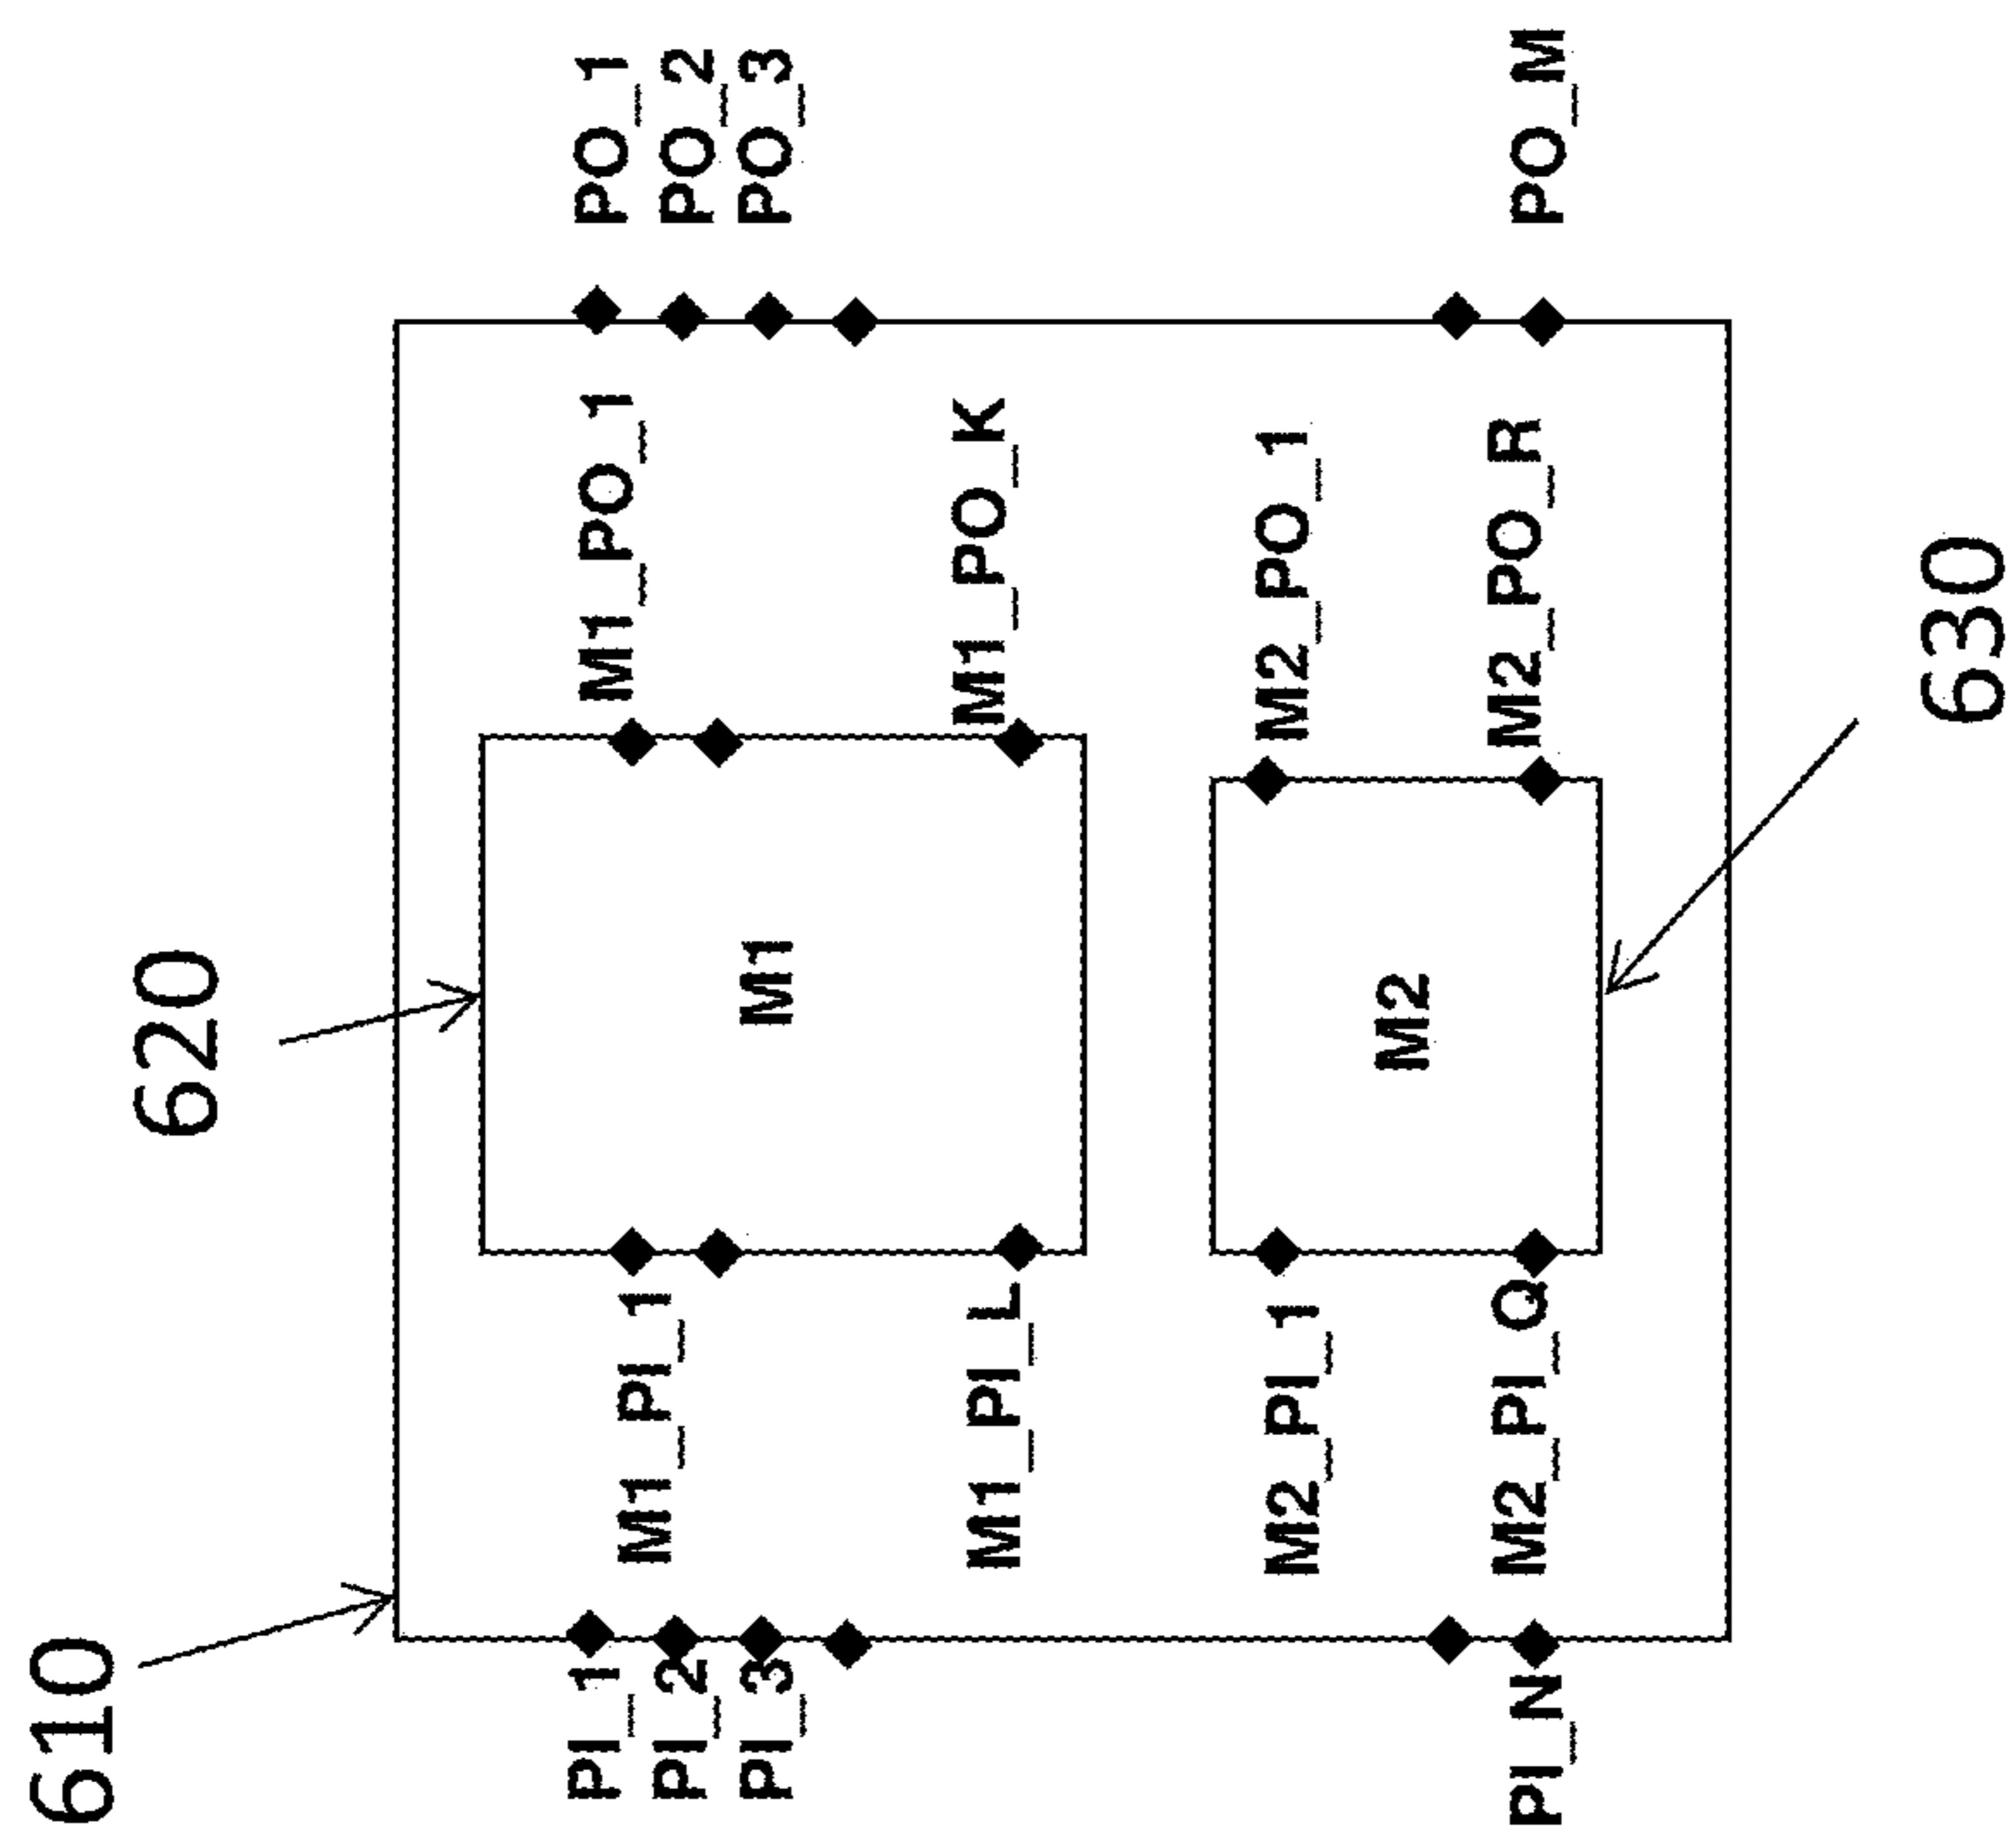 610
620
630
PI_1
PI_2
PI_3
PI_N
M1_PI_1
M1_PI_L
M2_PI_1
M2_PI_Q
M1
M2
M1_PO_1
M1_PO_K
M2_PO_1
M2_PO_R
PO_1
PO_2
PO_3
PO_M